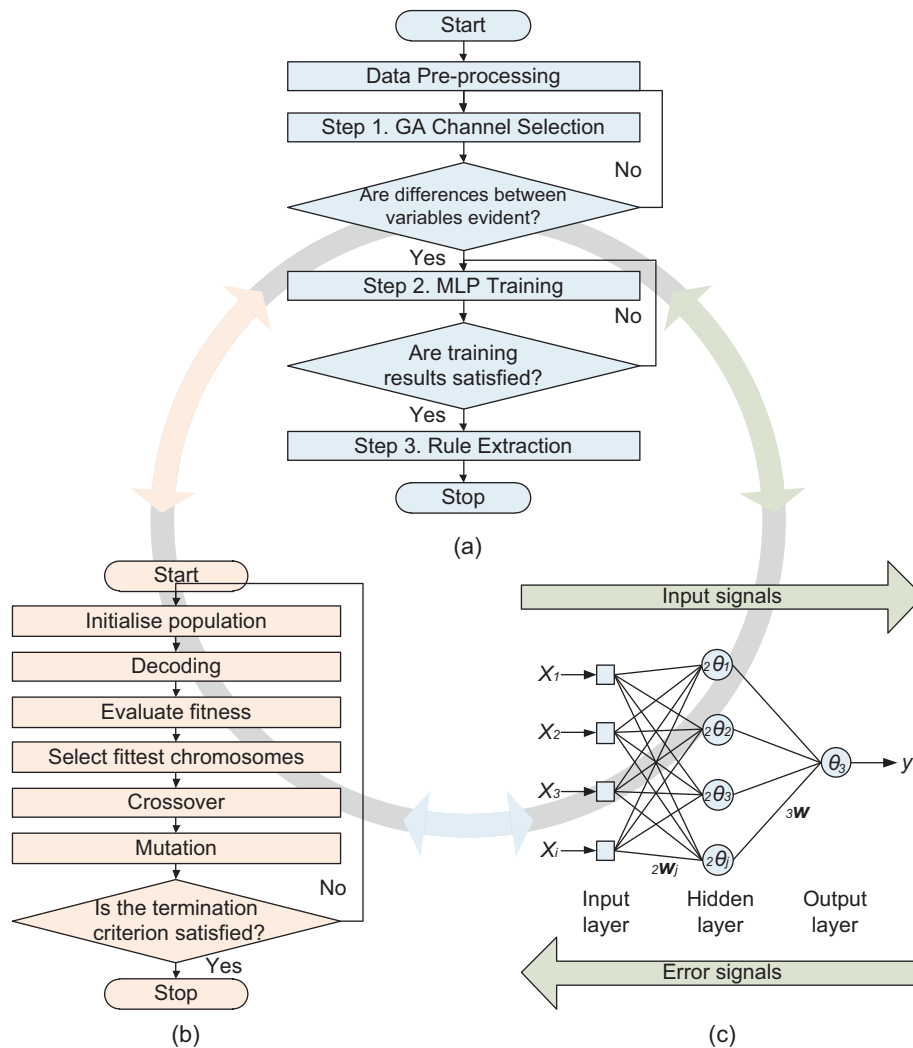 Start
Data Pre-processing
Step 1. GA Channel Selection
No
Are differences between
variables evident?
Yes
Step 2. MLP Training
No
Are training
results satisfied?
Yes
Step 3. Rule Extraction
Stop
(a)
Start
Initialise population
Decoding
Evaluate fitness
Select fittest chromosomes
Crossover
Mutation
No
Is the termination
criterion satisfied?
Yes
Stop
(b)
Input signals
X1
2θ1
X2
2θ2
θ3
y
X3
2θ3
3w
Xi
2wj
2θj
Input
layer
Hidden
layer
Output
layer
Error signals
(c)